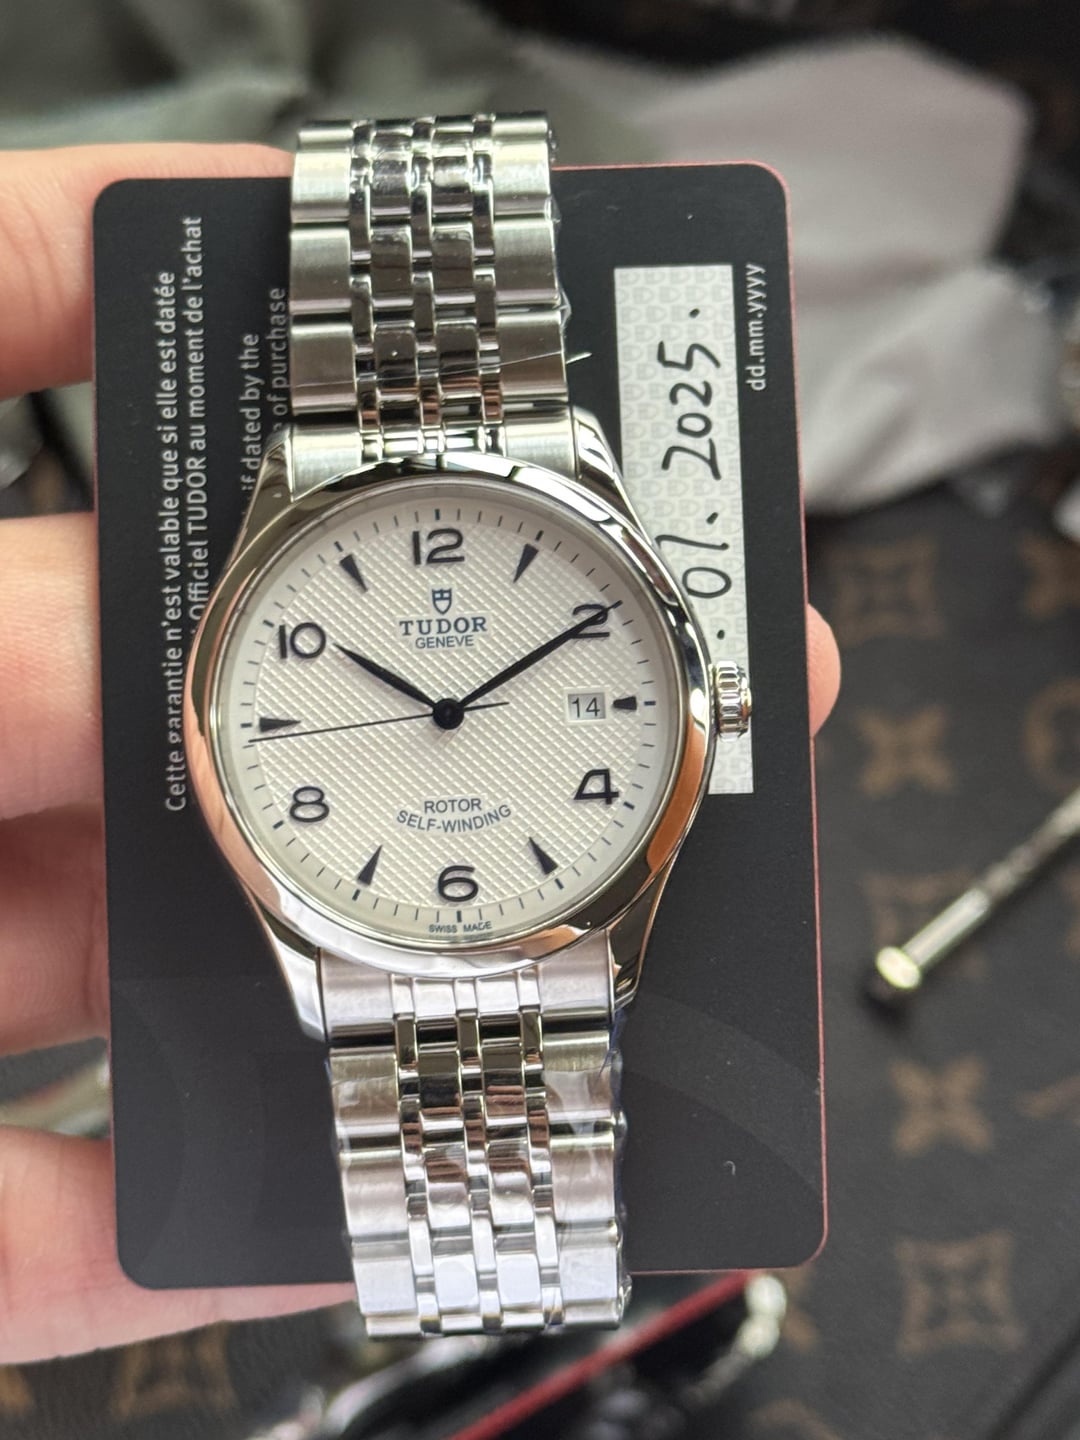 12
TUDOR
GENEVE
10
2
14
8
4
ROTOR
SELF-WINDING
6
SWISS MADE
Cette garantie n'est valable que si elle est datée
Officiel TUDOR au moment de l'achat
if dated by the
of purchase
01. 2025.
dd.mm.yyyy